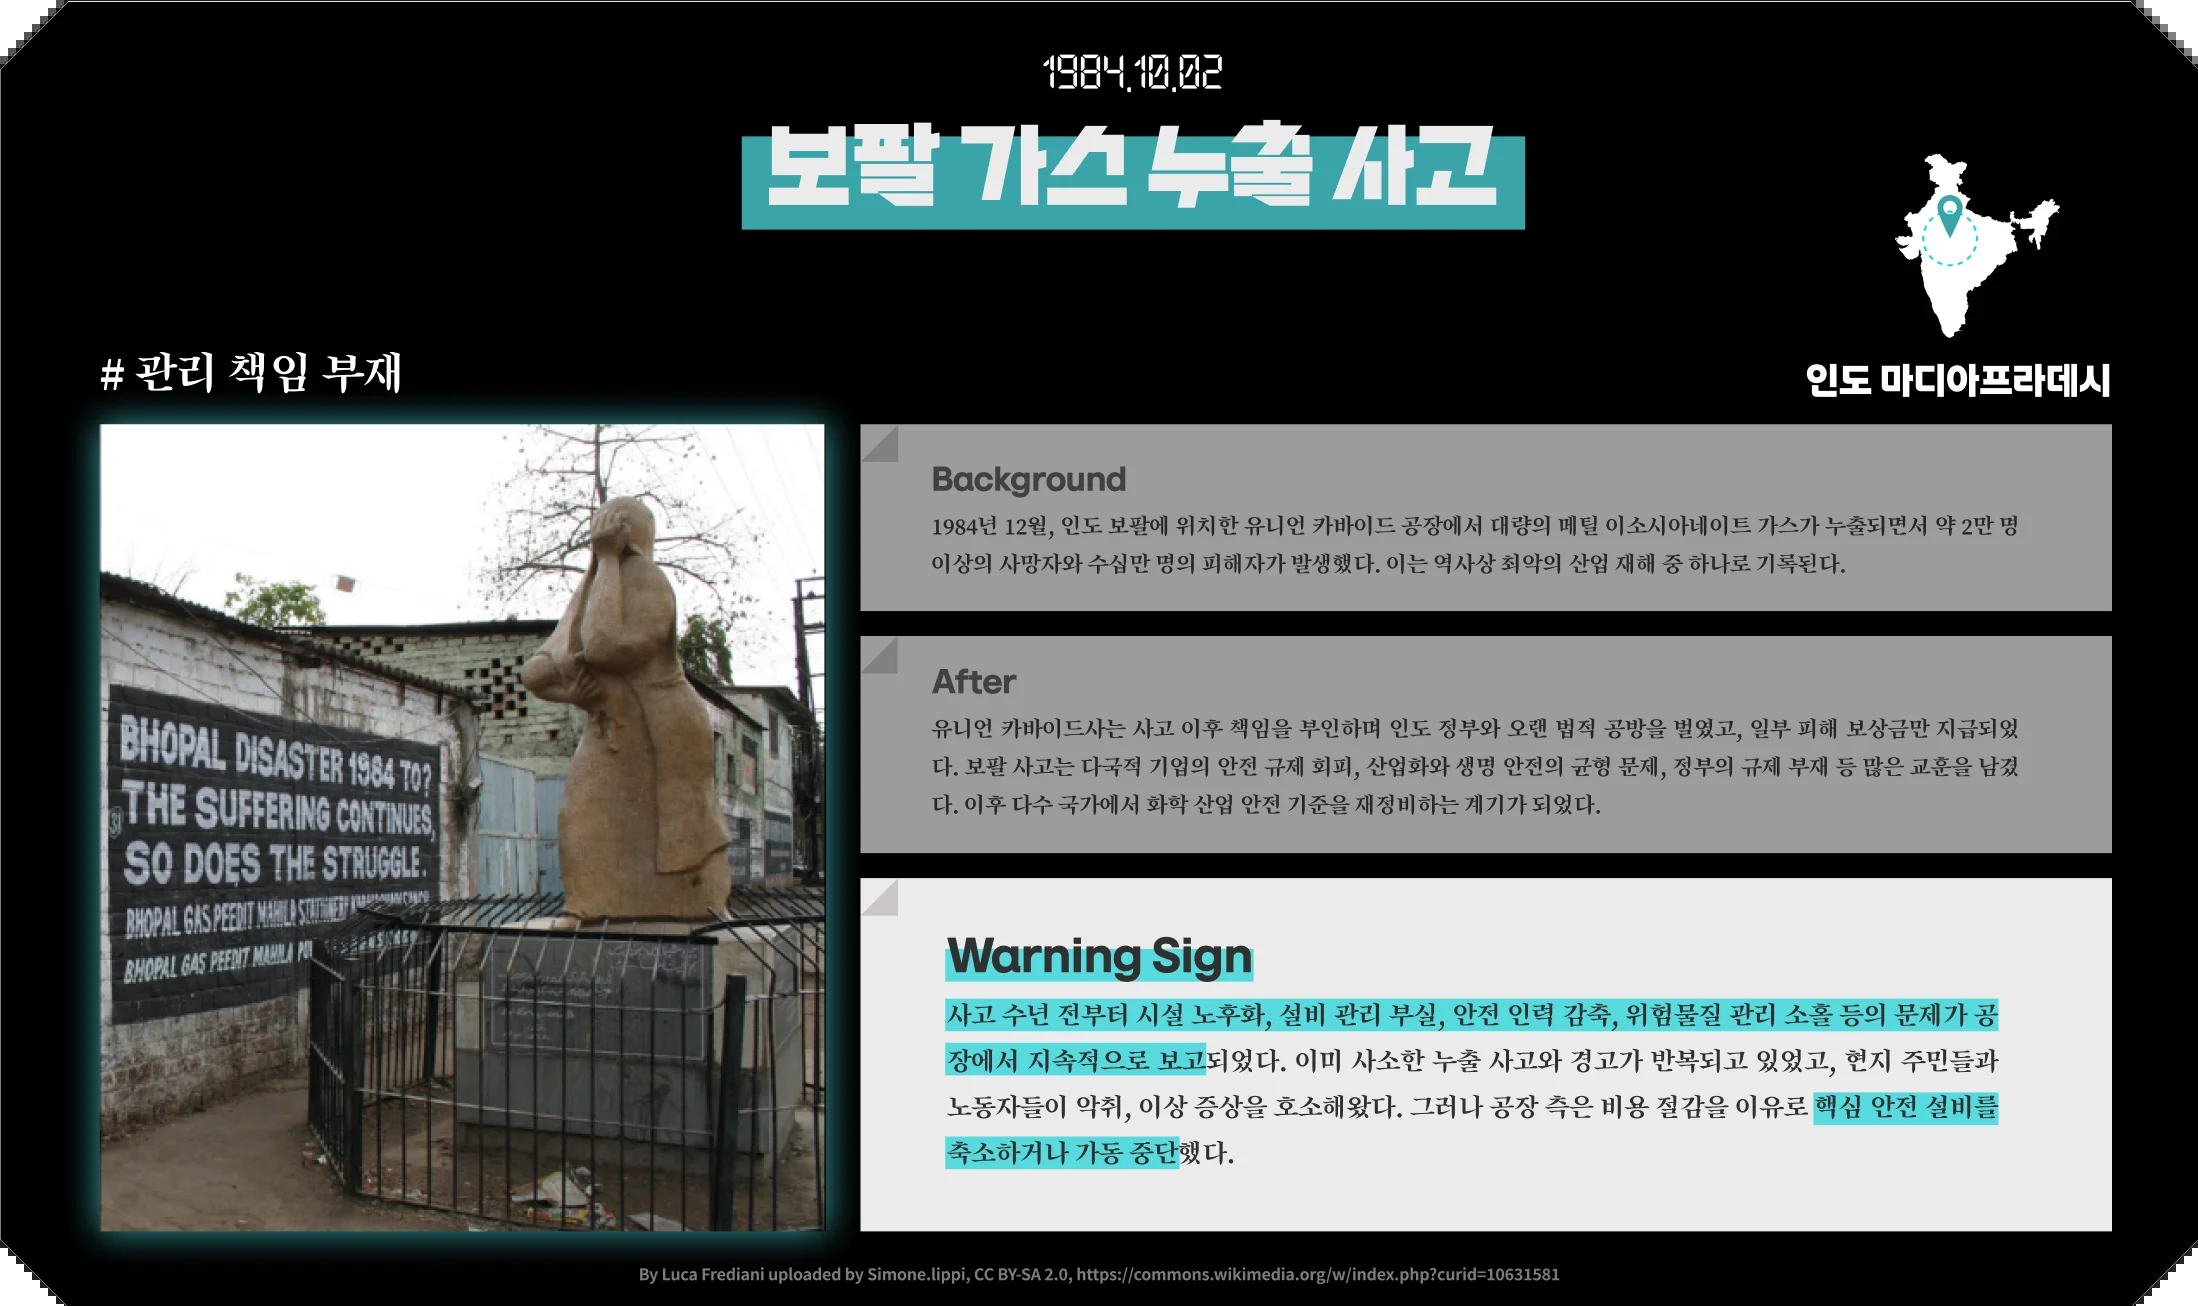 1984.10.02
보팔 가스 누출 사고
# 관리 책임 부재
인도 마디아프라데시
BHOPAL DISASTER 1984 TO?
THE SUFFERING CONTINUES,
SO DOES THE STRUGGLE.
BHOPAL GAS PEEDIT MAHILA STATIONERY
BHOPAL GAS PEEDIT MAHILA
Background
1984년 12월, 인도 보팔에 위치한 유니언 카바이드 공장에서 대량의 메틸 이소시아네이트 가스가 누출되면서 약 2만 명
이상의 사망자와 수십만 명의 피해자가 발생했다. 이는 역사상 최악의 산업 재해 중 하나로 기록된다.
After
유니언 카바이드사는 사고 이후 책임을 부인하며 인도 정부와 오랜 법적 공방을 벌였고, 일부 피해 보상금만 지급되었
다. 보팔 사고는 다국적 기업의 안전 규제 회피, 산업화와 생명 안전의 균형 문제, 정부의 규제 부재 등 많은 교훈을 남겼
다. 이후 다수 국가에서 화학 산업 안전 기준을 재정비하는 계기가 되었다.
Warning Sign
사고 수년 전부터 시설 노후화, 설비 관리 부실, 안전 인력 감축, 위험물질 관리 소홀 등의 문제가 공
장에서 지속적으로 보고되었다. 이미 사소한 누출 사고와 경고가 반복되고 있었고, 현지 주민들과
노동자들이 악취, 이상 증상을 호소해왔다. 그러나 공장 측은 비용 절감을 이유로 핵심 안전 설비를
축소하거나 가동 중단했다.
By Luca Frediani uploaded by Simone.lippi, CC BY-SA 2.0, https://commons.wikimedia.org/w/index.php?curid=10631581